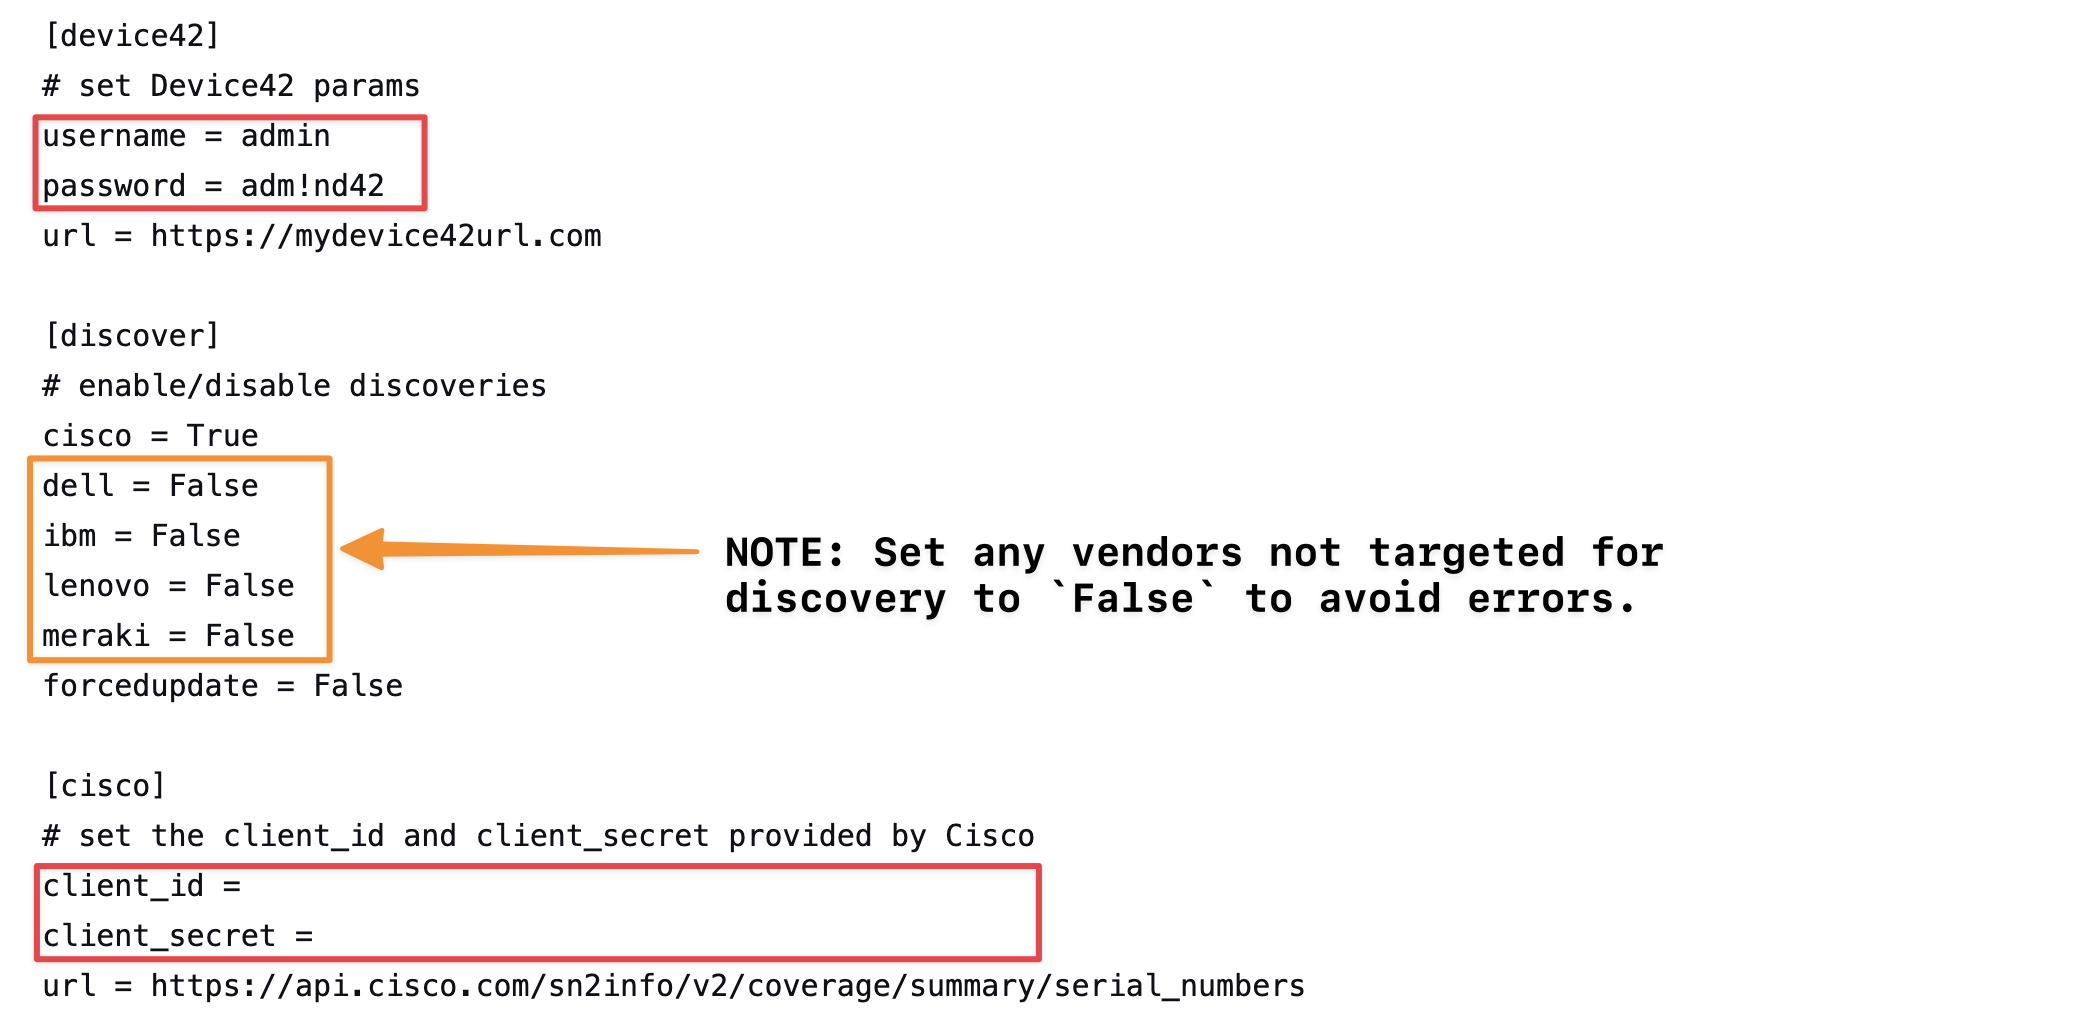 [device42]
# set Device42 params
username = admin
password = adm!nd42
url = https://mydevice42url.com
[discover]
# enable/disable discoveries
cisco = True
dell = False
ibm = False
lenovo = False
meraki = False
forcedupdate = False
NOTE: Set any vendors not targeted for
discovery to `False` to avoid errors.
[cisco]
# set the client_id and client_secret provided by Cisco
client_id =
client_secret =
url = https://api.cisco.com/sn2info/v2/coverage/summary/serial_numbers